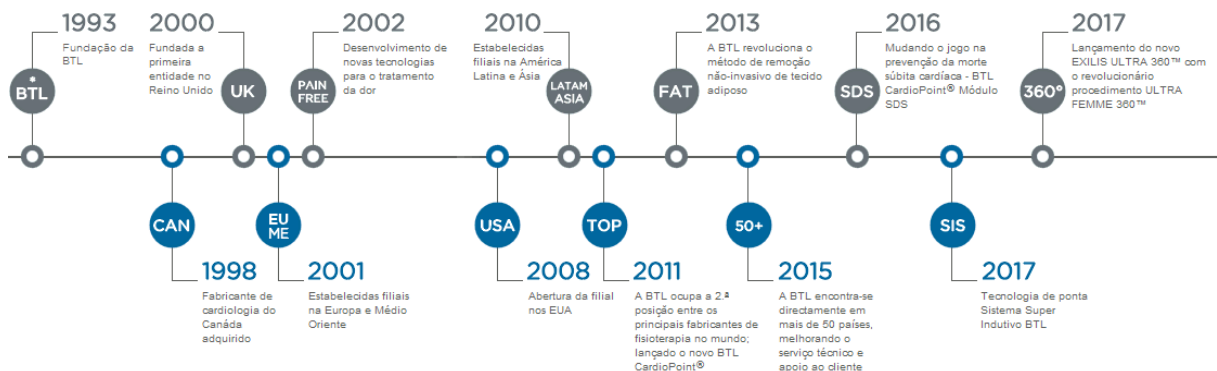 1993
Fundação da
BTL
*
BTL
2000
Fundada a
primeira
entidade no
Reino Unido
UK
2002
Desenvolvimento de
novas tecnologias
para o tratamento
da dor
PAIN
FREE
2010
Estabelecidas
filiais na América
Latina e Ásia
LATAM
ASIA
2013
A BTL revoluciona o
método de remoção
não-invasivo de tecido
adiposo
FAT
2016
Mudando o jogo na
prevenção da morte
súbita cardíaca - BTL
CardioPoint® Módulo
SDS
SDS
2017
Lançamento do novo
EXILIS ULTRA 360™ com
o revolucionário
procedimento ULTRA
FEMME 360™
360°
CAN
1998
Fabricante de
cardiologia do
Canáda
adquirido
EU
ME
2001
Estabelecidas filiais
na Europa e Médio
Oriente
USA
2008
Abertura da filial
nos EUA
TOP
2011
A BTL ocupa a 2.ª
posição entre os
principais fabricantes de
fisioterapia no mundo;
lançado o novo BTL
CardioPoint®
50+
2015
A BTL encontra-se
directamente em
mais de 50 países,
melhorando o
serviço técnico e
apoio ao cliente
SIS
2017
Tecnologia de ponta
Sistema Super
Indutivo BTL